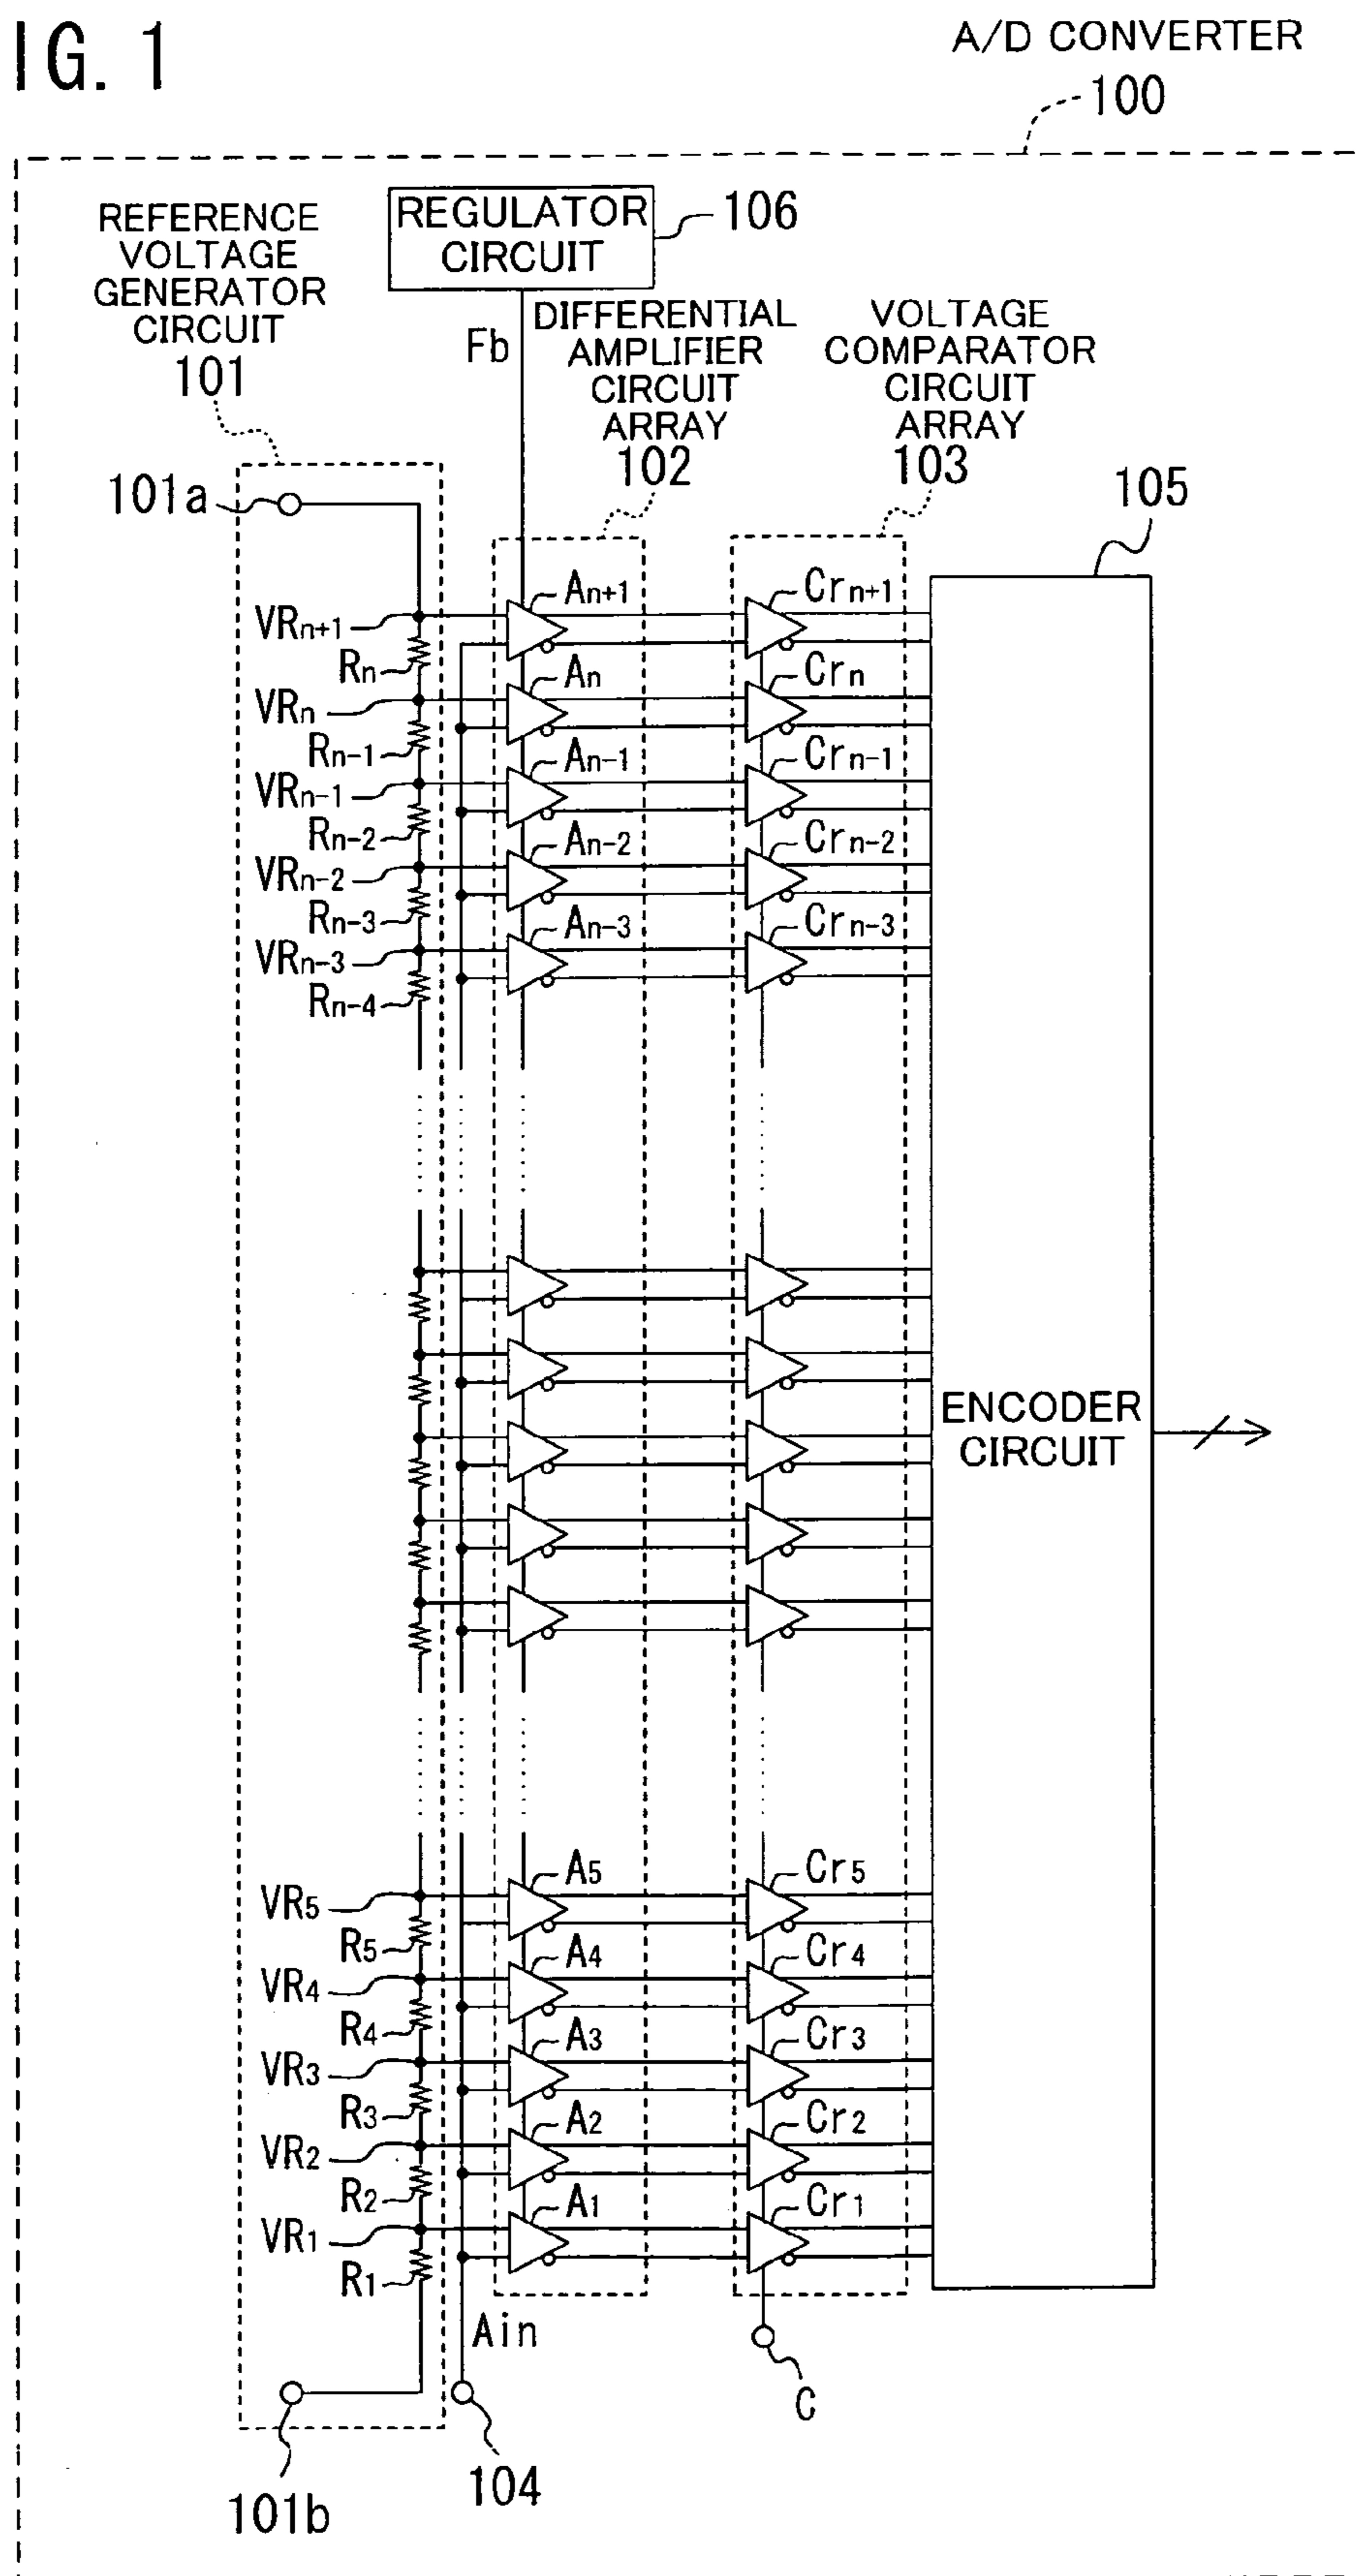 IG. 1
A/D CONVERTER
100
REFERENCE
VOLTAGE
GENERATOR
CIRCUIT
101
REGULATOR
CIRCUIT
106
Fb
DIFFERENTIAL
AMPLIFIER
CIRCUIT
ARRAY
102
VOLTAGE
COMPARATOR
CIRCUIT
ARRAY
103
105
101a
VRn+1
An+1
Crn+1
Rn
VRn
An
Crn
Rn-1
VRn-1
An-1
Crn-1
Rn-2
VRn-2
An-2
Crn-2
Rn-3
VRn-3
An-3
Crn-3
Rn-4
ENCODER
CIRCUIT
VR5
A5
Cr5
R5
VR4
A4
Cr4
R4
VR3
A3
Cr3
R3
VR2
A2
Cr2
R2
VR1
A1
Cr1
R1
Ain
C
101b
104